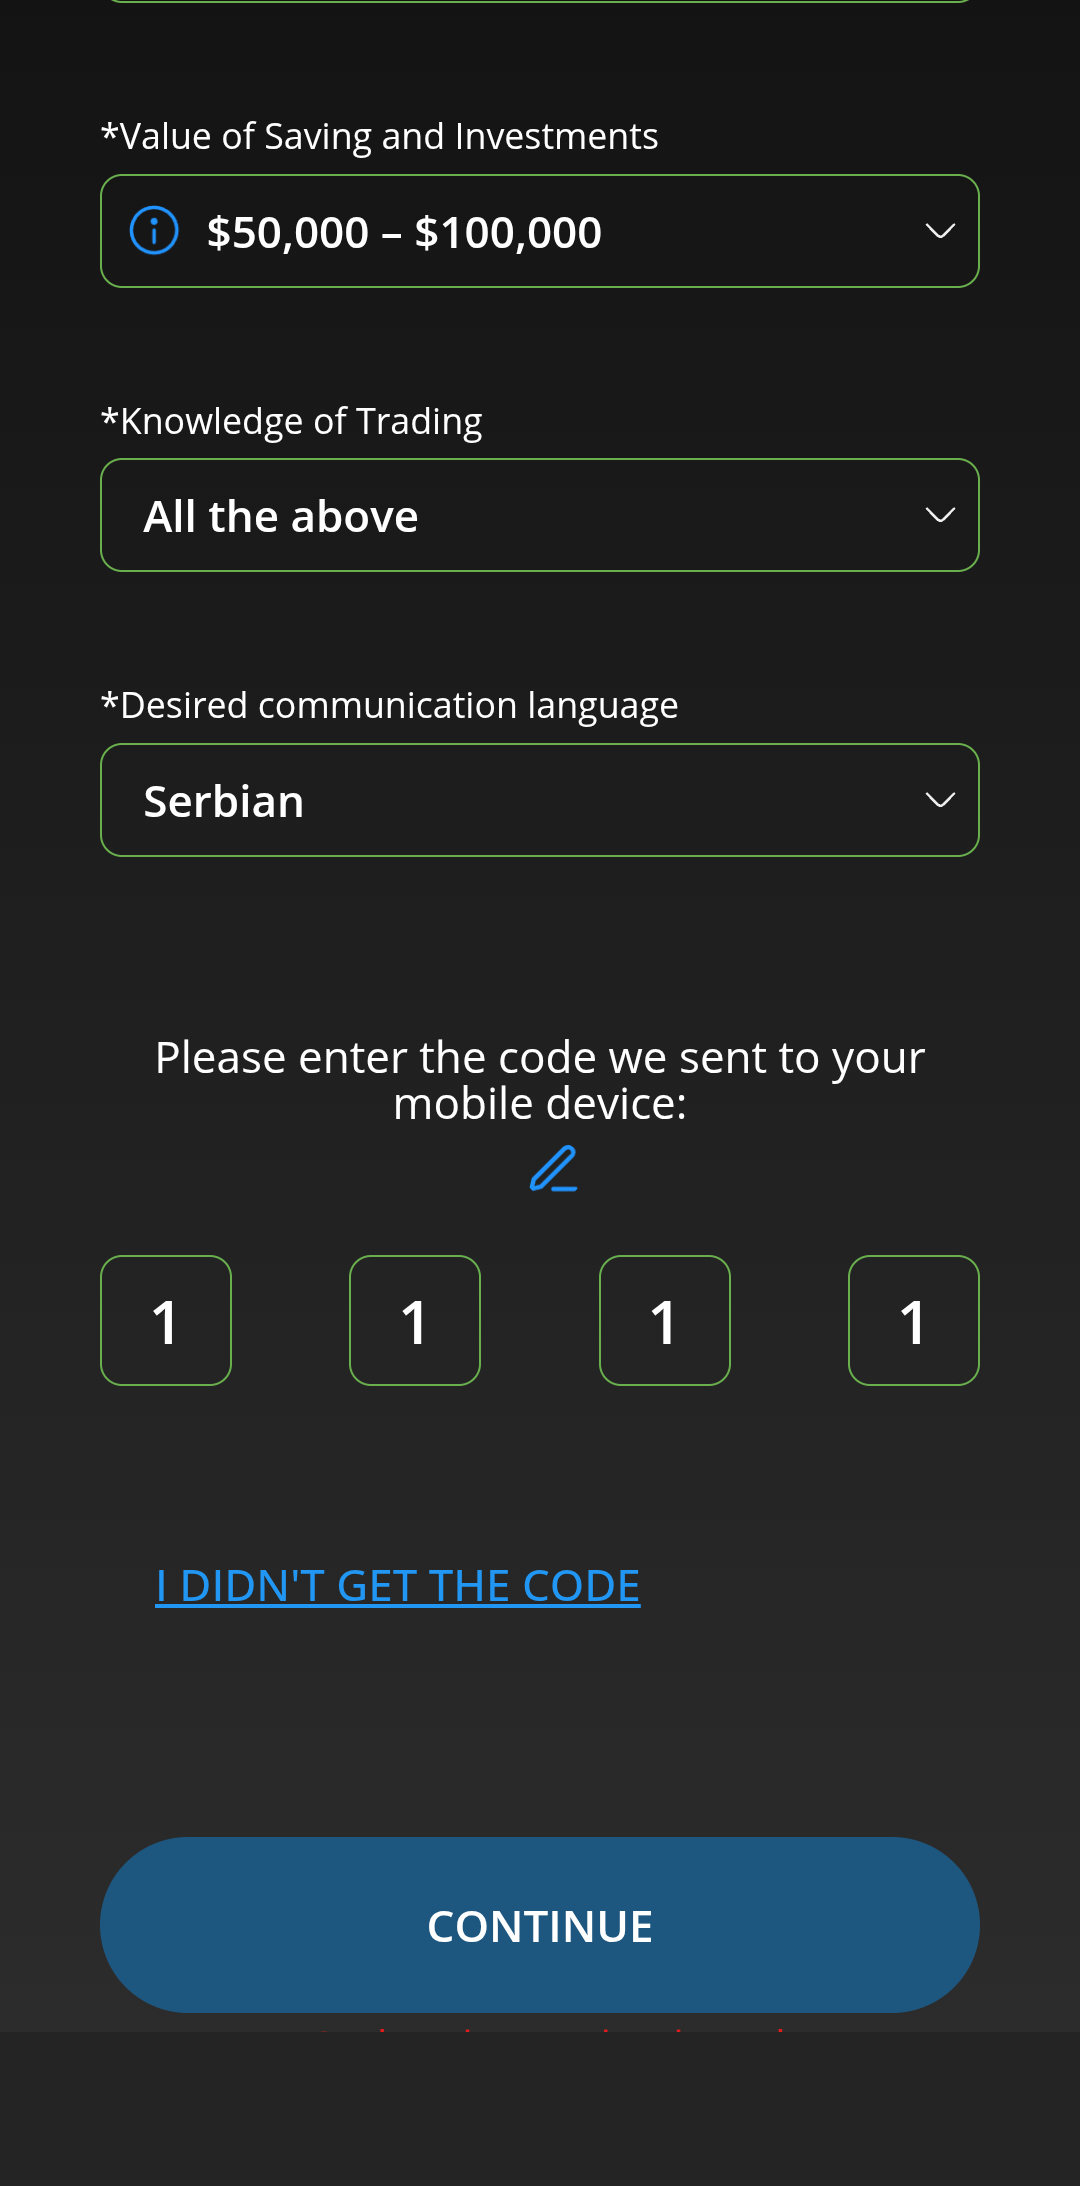 *Value of Saving and Investments
$50,000 – $100,000
*Knowledge of Trading
All the above
*Desired communication language
Serbian
Please enter the code we sent to your
mobile device:
1 1 1 1
I DIDN'T GET THE CODE
CONTINUE